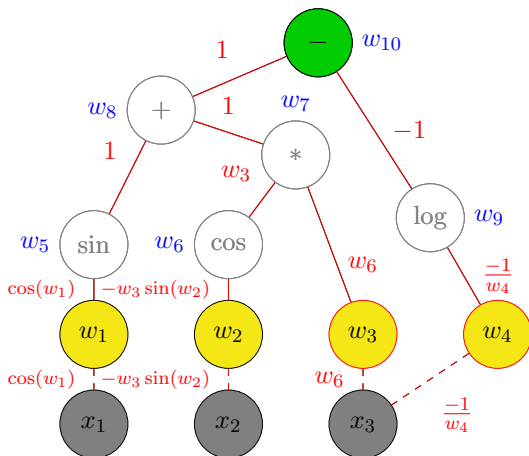 1 − w₁₀
w₈ + 1 w₇
1 w₃ * −1
w₅ sin w₆ cos log w₉
w₆
cos(w₁) −w₃ sin(w₂) −1/w₄
w₁ w₂ w₃ w₄
cos(w₁) −w₃ sin(w₂) w₆
x₁ x₂ x₃ −1/w₄